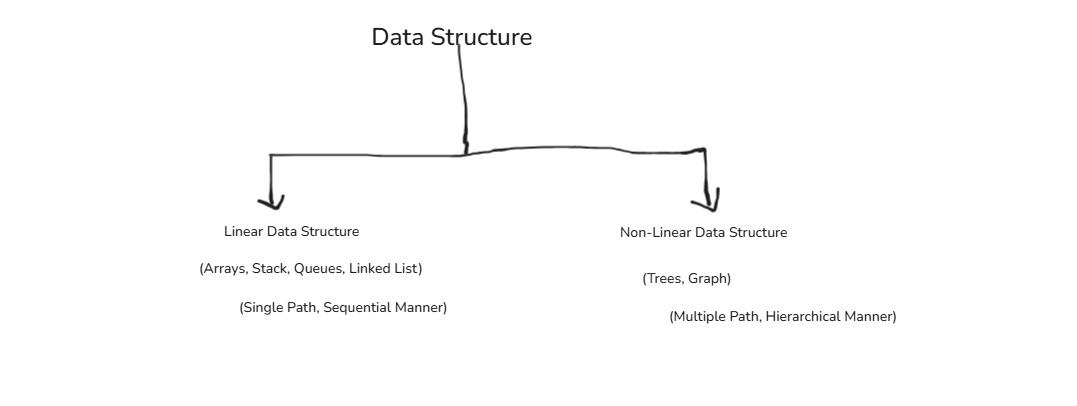 Data Structure
Linear Data Structure
(Arrays, Stack, Queues, Linked List)
(Single Path, Sequential Manner)
Non-Linear Data Structure
(Trees, Graph)
(Multiple Path, Hierarchical Manner)